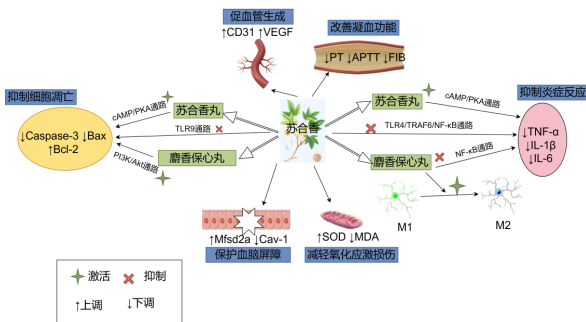 促血管生成
↑CD31 ↑VEGF
改善凝血功能
↓PT ↓APTT ↓FIB
抑制细胞凋亡
cAMP/PKA通路
苏合香丸
↓Caspase-3 ↓Bax
↑Bcl-2
TLR9通路
PI3K/Akt通路
麝香保心丸
苏合香
苏合香丸
cAMP/PKA通路
抑制炎症反应
TLR4/TRAF6/NF-κB通路
麝香保心丸
NF-κB通路
↓TNF-α
↓IL-1β
↓IL-6
M1
M2
↑Mfsd2a ↓Cav-1
保护血脑屏障
↑SOD ↓MDA
减轻氧化应激损伤
激活
抑制
↑上调
↓下调